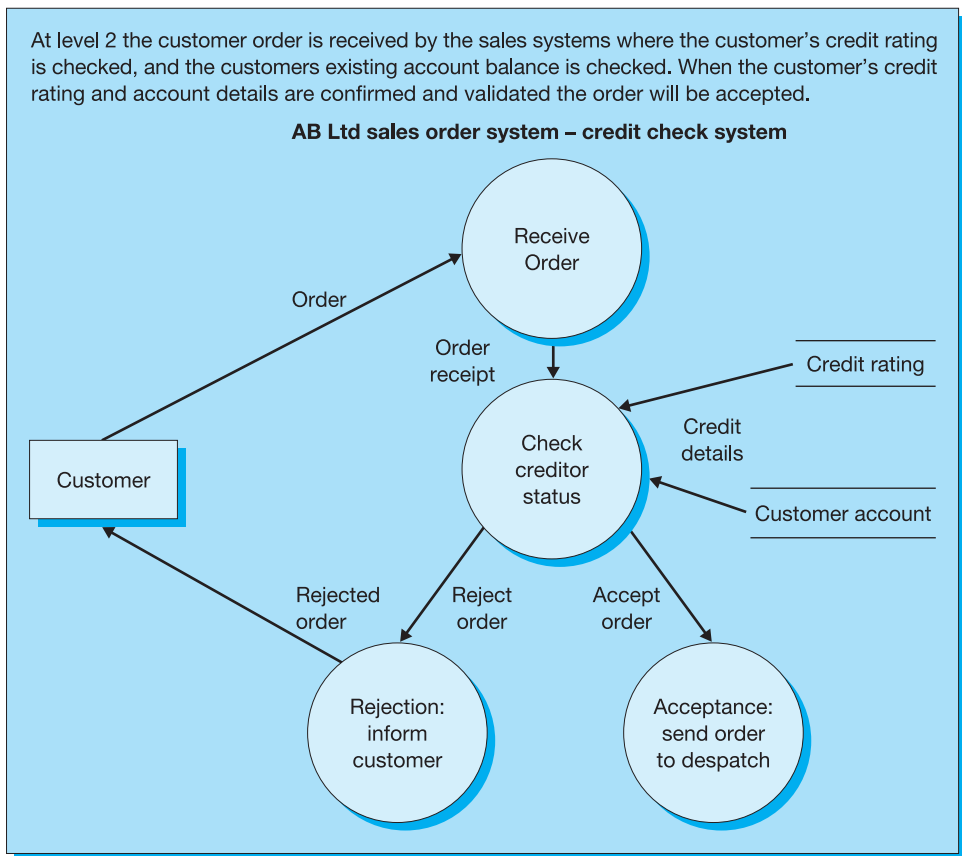 At level 2 the customer order is received by the sales systems where the customer's credit rating
is checked, and the customers existing account balance is checked. When the customer's credit
rating and account details are confirmed and validated the order will be accepted.
AB Ltd sales order system – credit check system
Receive
Order
Order
Order
receipt
Credit rating
Check
creditor
status
Credit
details
Customer
Customer account
Rejected
order
Reject
order
Accept
order
Rejection:
inform
customer
Acceptance:
send order
to despatch